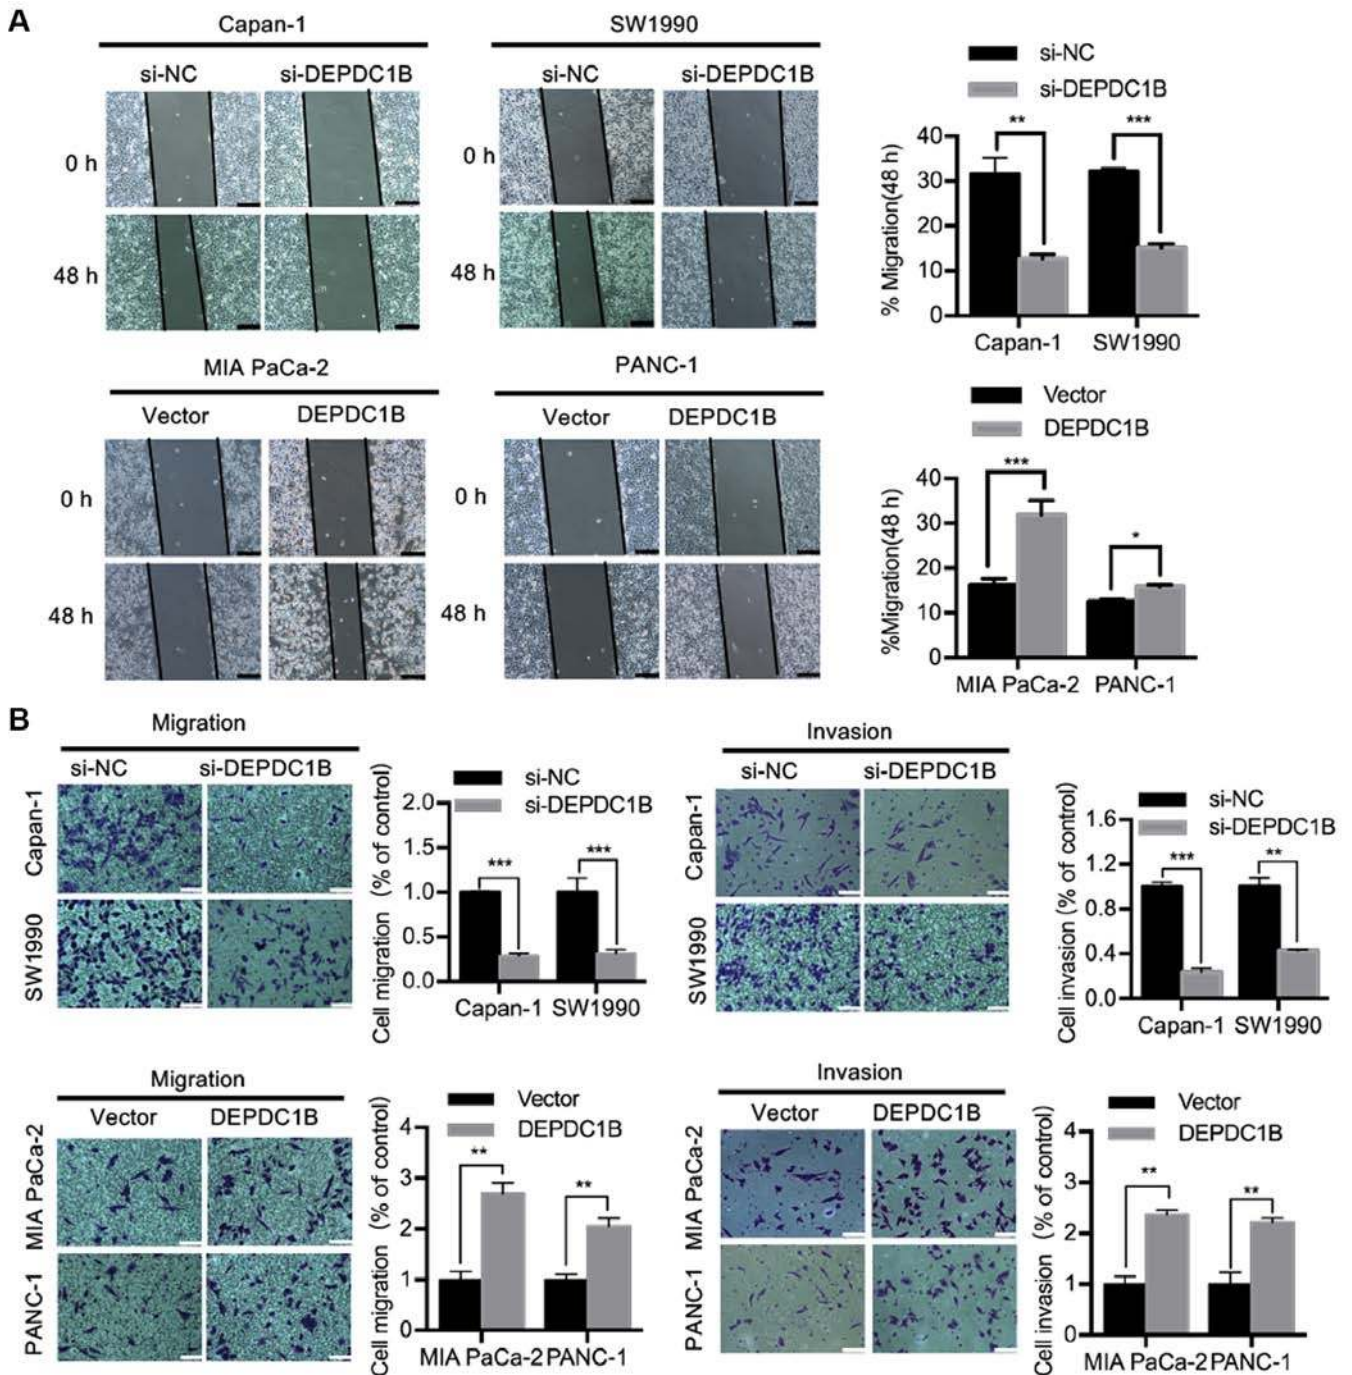 A
Capan-1
si-NC si-DEPDC1B
0 h
48 h
SW1990
si-NC si-DEPDC1B
0 h
48 h
si-NC
si-DEPDC1B
% Migration(48 h)
40
30
20
10
0
** ***
Capan-1 SW1990
MIA PaCa-2
Vector DEPDC1B
0 h
48 h
PANC-1
Vector DEPDC1B
0 h
48 h
Vector
DEPDC1B
%Migration(48 h)
40
30
20
10
0
*** *
MIA PaCa-2 PANC-1
B
Migration
si-NC si-DEPDC1B
Capan-1
SW1990
si-NC
si-DEPDC1B
Cell migration (% of control)
2.0
1.5
1.0
0.5
0.0
*** ***
Capan-1 SW1990
Invasion
si-NC si-DEPDC1B
Capan-1
SW1990
si-NC
si-DEPDC1B
Cell invasion (% of control)
1.6
1.2
0.8
0.4
0.0
*** **
Capan-1 SW1990
Migration
Vector DEPDC1B
MIA PaCa-2
PANC-1
Vector
DEPDC1B
Cell migration (% of control)
4
3
2
1
0
** **
MIA PaCa-2 PANC-1
Invasion
Vector DEPDC1B
MIA PaCa-2
PANC-1
Vector
DEPDC1B
Cell invasion (% of control)
4
3
2
1
0
** **
MIA PaCa-2 PANC-1